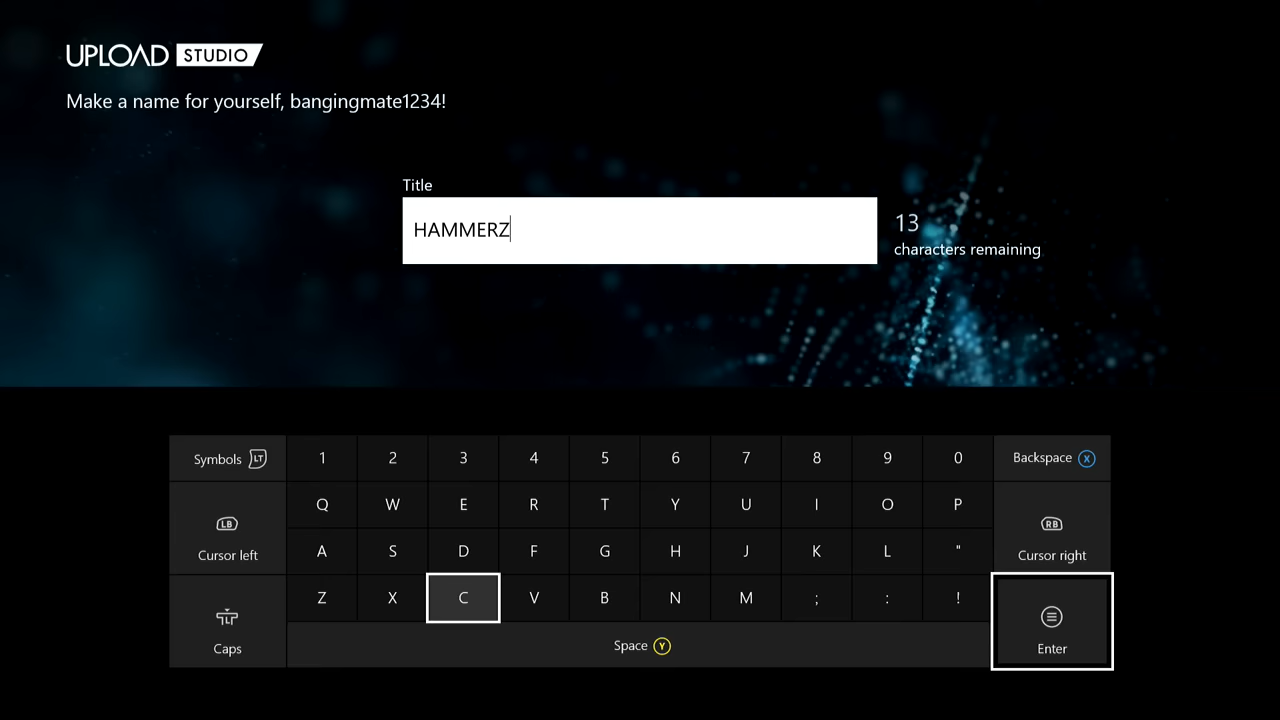 UPLOAD STUDIO
Make a name for yourself, bangingmate1234!
Title
HAMMERZ
13
characters remaining
Symbols LT 1 2 3 4 5 6 7 8 9 0 Backspace X
Q W E R T Y U I O P
LB RB
Cursor left A S D F G H J K L " Cursor right
Z X C V B N M ; : !
LT
Caps Space Y Enter